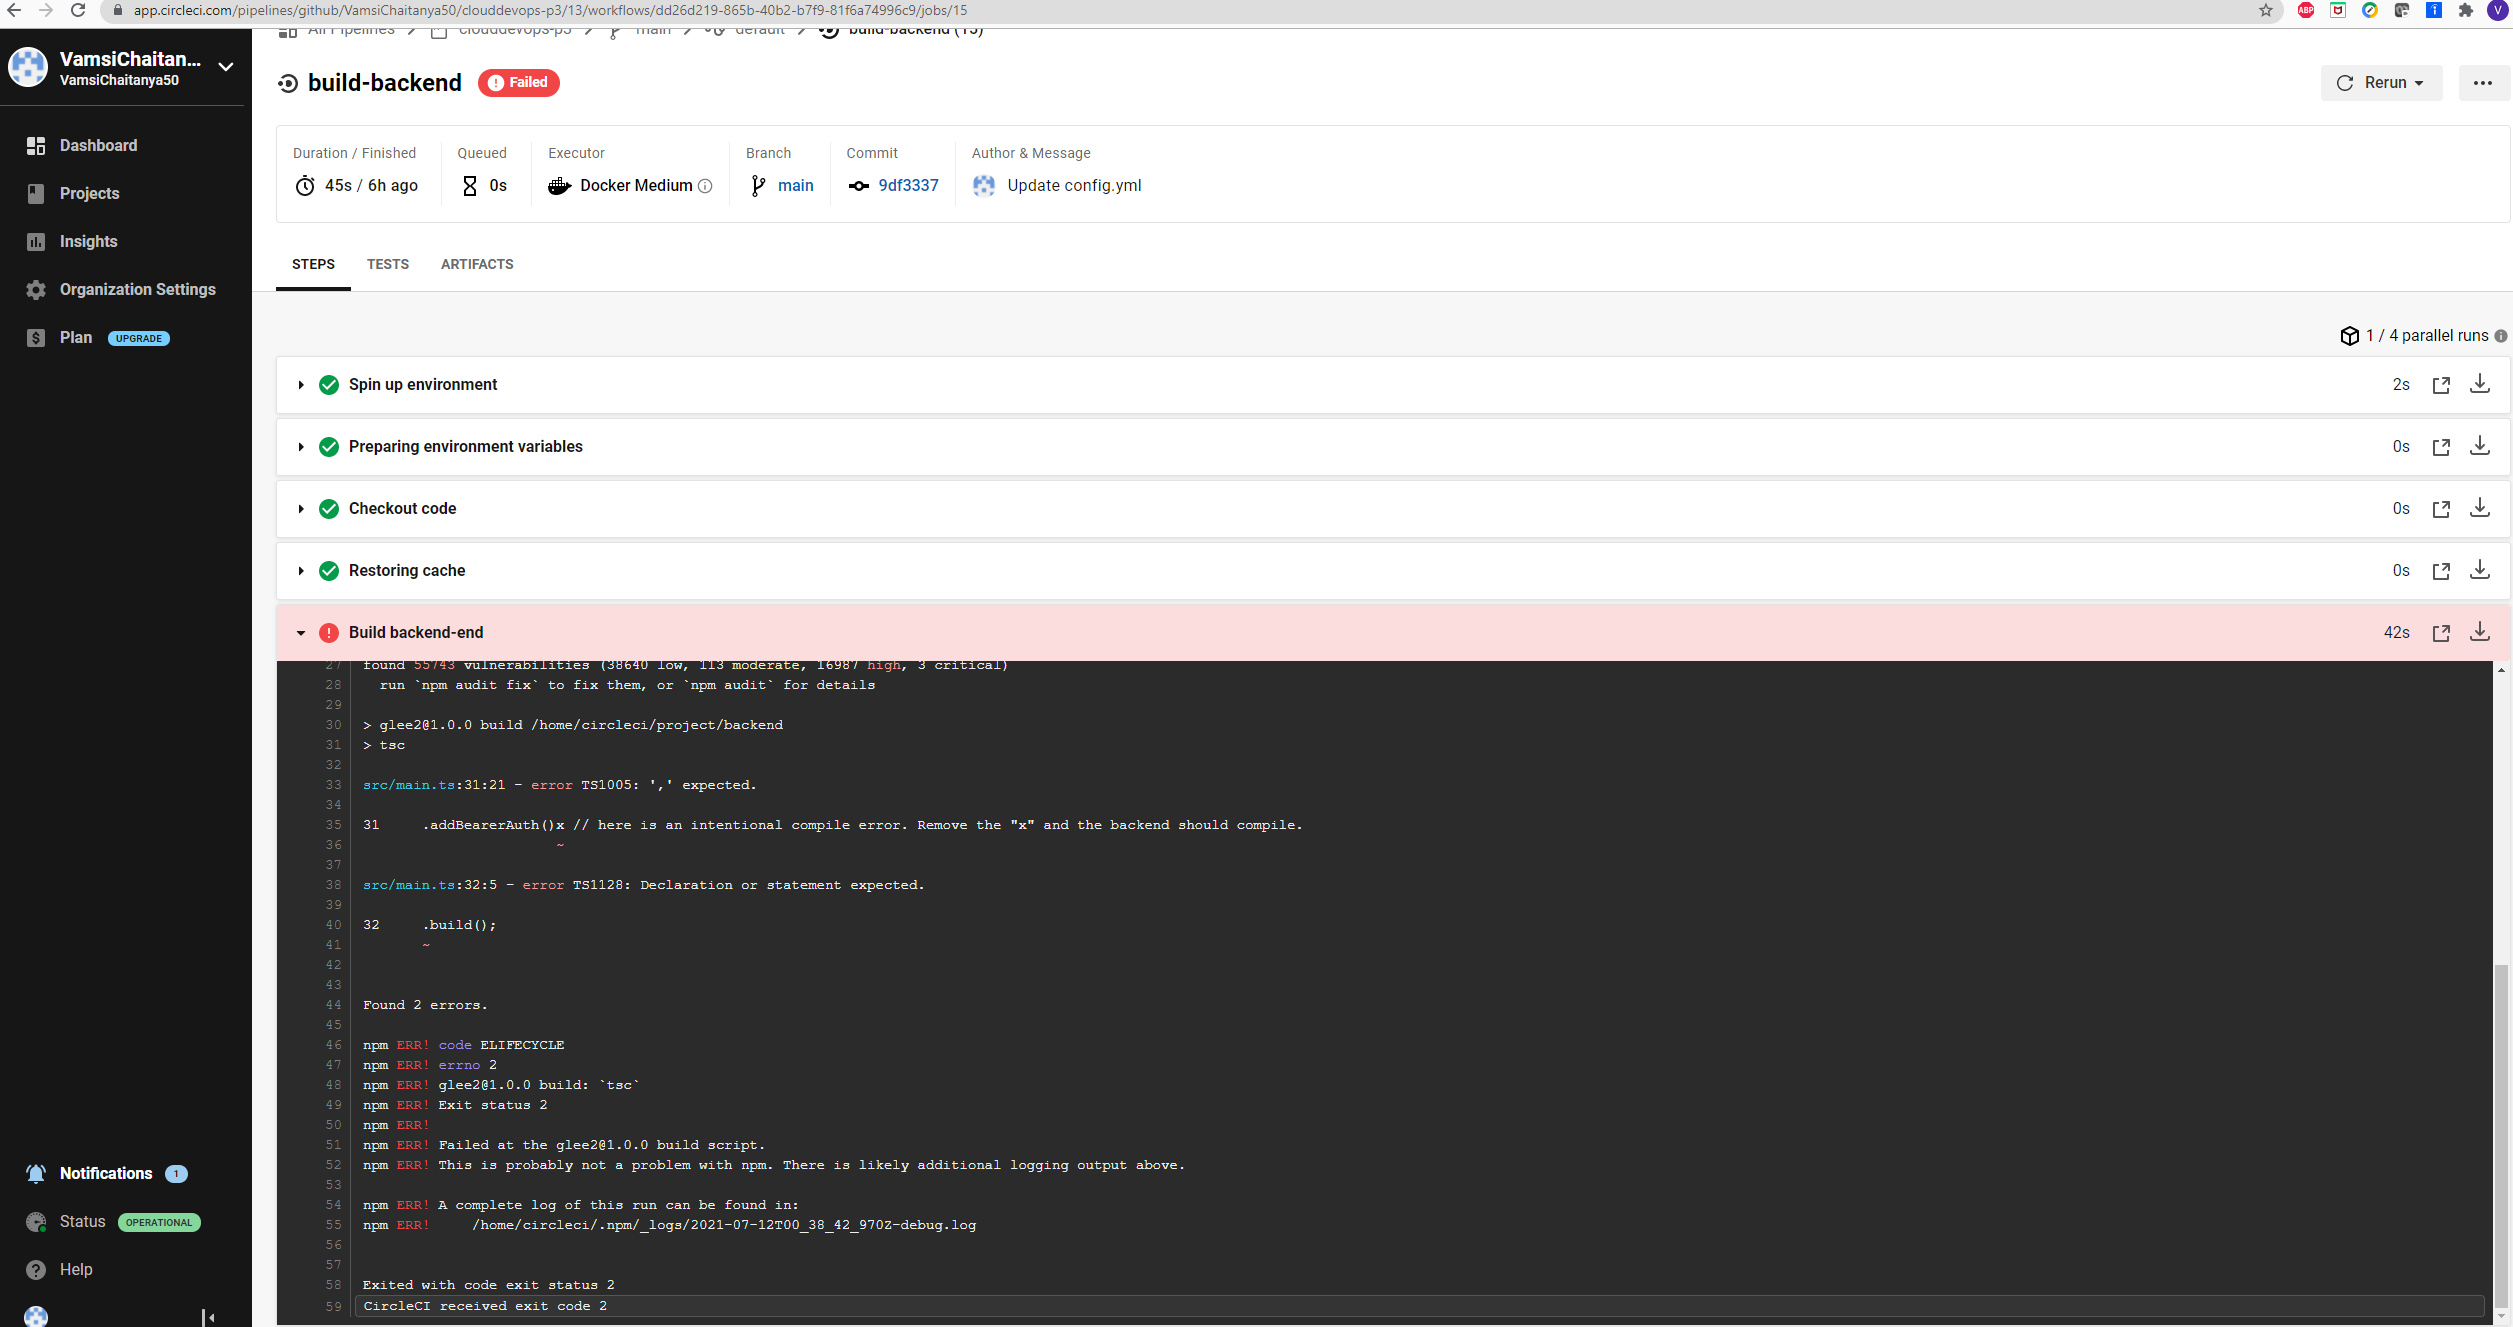 app.circleci.com/pipelines/github/VamsiChaitanya50/clouddevops-p3/13/workflows/dd26d219-865b-40b2-b7f9-81f6a74996c9/jobs/15
ABP
V
VamsiChaitan...
VamsiChaitanya50
All Pipelines
clouddevops-p3
main
default
build-backend (15)
build-backend
Failed
Rerun
Dashboard
Projects
Insights
Organization Settings
Plan UPGRADE
Duration / Finished
45s / 6h ago
Queued
0s
Executor
Docker Medium
Branch
main
Commit
9df3337
Author & Message
Update config.yml
STEPS
TESTS
ARTIFACTS
1 / 4 parallel runs
Spin up environment 2s
Preparing environment variables 0s
Checkout code 0s
Restoring cache 0s
Build backend-end 42s
27 found 55743 vulnerabilities (38640 low, 113 moderate, 16987 high, 3 critical)
28 run `npm audit fix` to fix them, or `npm audit` for details
29
30 > glee2@1.0.0 build /home/circleci/project/backend
31 > tsc
32
33 src/main.ts:31:21 - error TS1005: ',' expected.
34
35 31 .addBearerAuth()x // here is an intentional compile error. Remove the "x" and the backend should compile.
36 ~
37
38 src/main.ts:32:5 - error TS1128: Declaration or statement expected.
39
40 32 .build();
41 ~
42
43
44 Found 2 errors.
45
46 npm ERR! code ELIFECYCLE
47 npm ERR! errno 2
48 npm ERR! glee2@1.0.0 build: `tsc`
49 npm ERR! Exit status 2
50 npm ERR!
51 npm ERR! Failed at the glee2@1.0.0 build script.
52 npm ERR! This is probably not a problem with npm. There is likely additional logging output above.
53
54 npm ERR! A complete log of this run can be found in:
55 npm ERR! /home/circleci/.npm/_logs/2021-07-12T00_38_42_970Z-debug.log
56
57
58 Exited with code exit status 2
59 CircleCI received exit code 2
Notifications 1
Status OPERATIONAL
Help